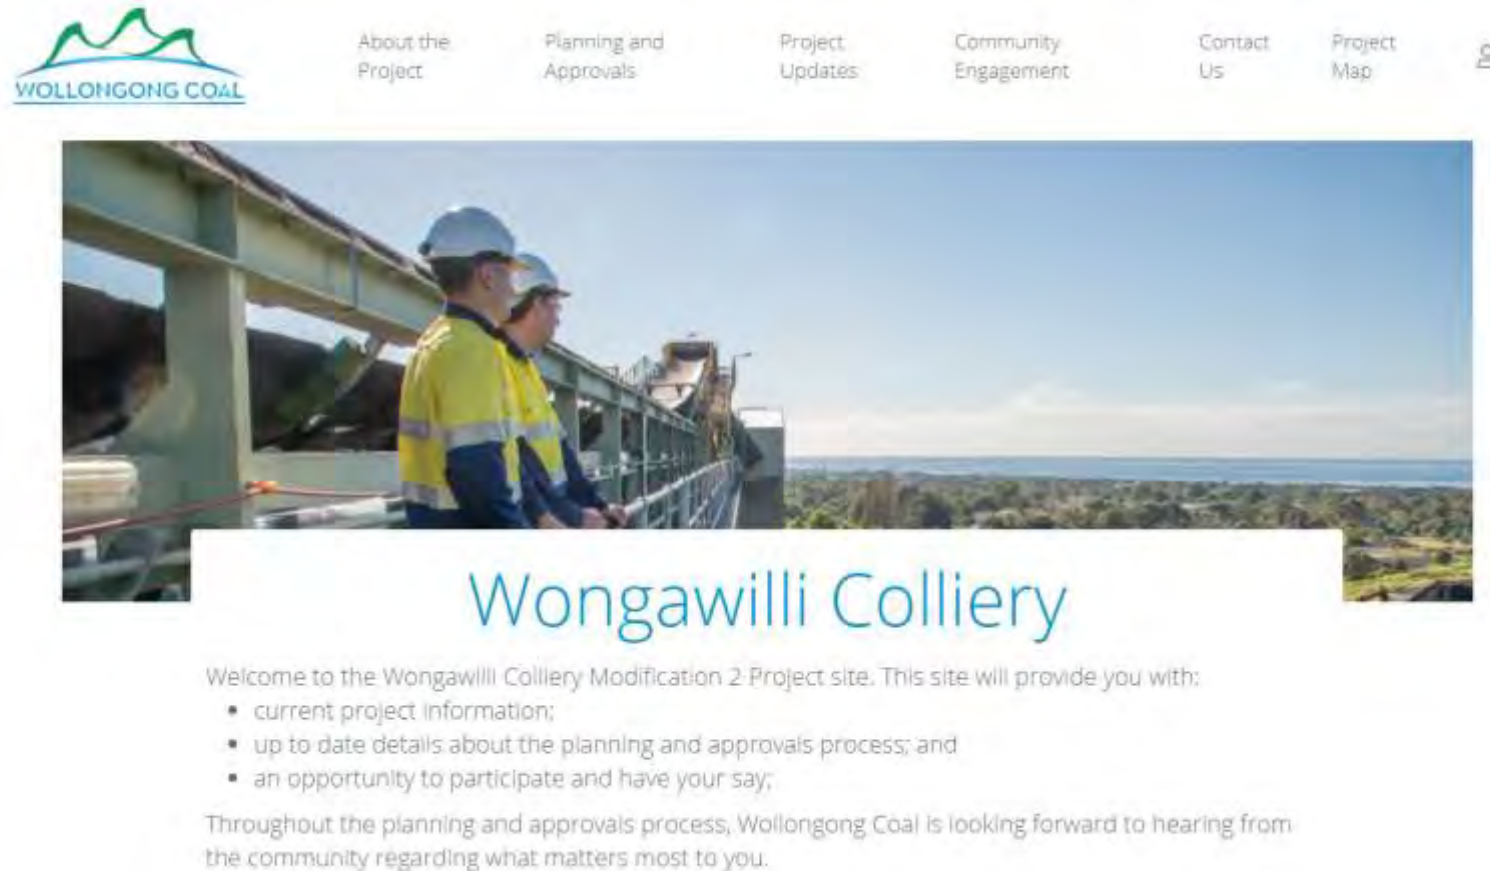 WOLLONGONG COAL
About the
Project
Planning and
Approvals
Project
Updates
Community
Engagement
Contact
Us
Project
Map
Wongawilli Colliery
Welcome to the Wongawilli Colliery Modification 2 Project site. This site will provide you with:
• current project information;
• up to date details about the planning and approvals process; and
• an opportunity to participate and have your say;
Throughout the planning and approvals process, Wollongong Coal is looking forward to hearing from
the community regarding what matters most to you.